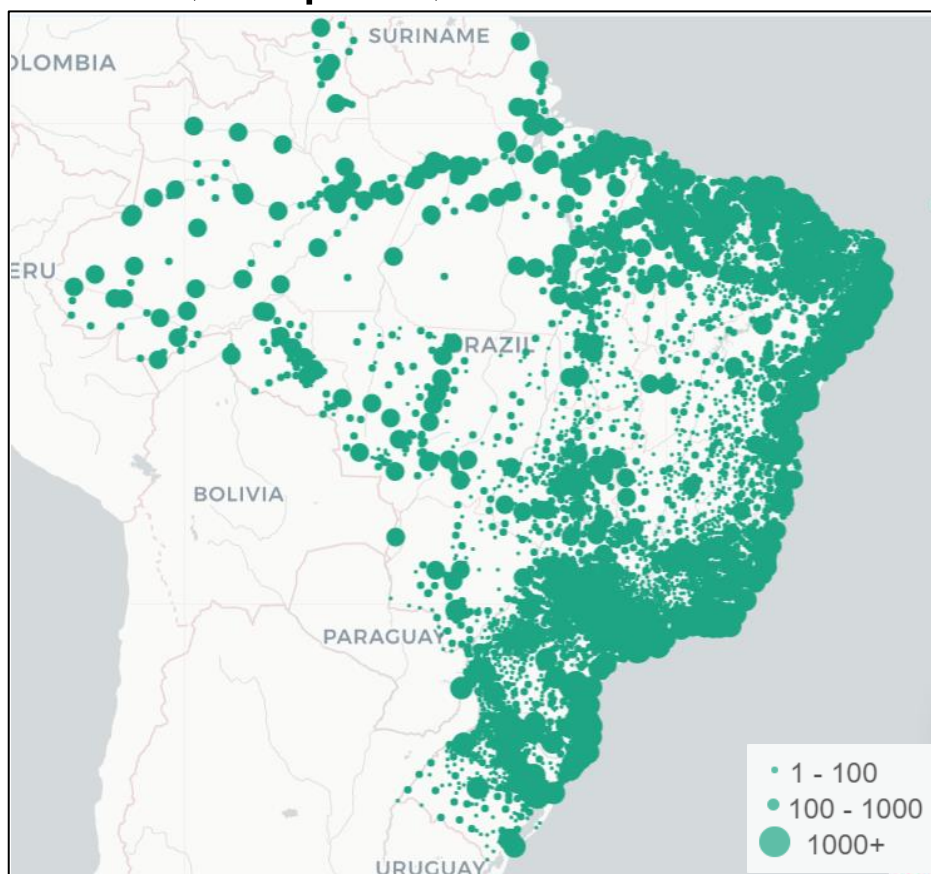 SURINAME
OLOMBIA
ERU
RAZIL
BOLIVIA
PARAGUAY
URUGUAY
1 - 100
100 - 1000
1000+